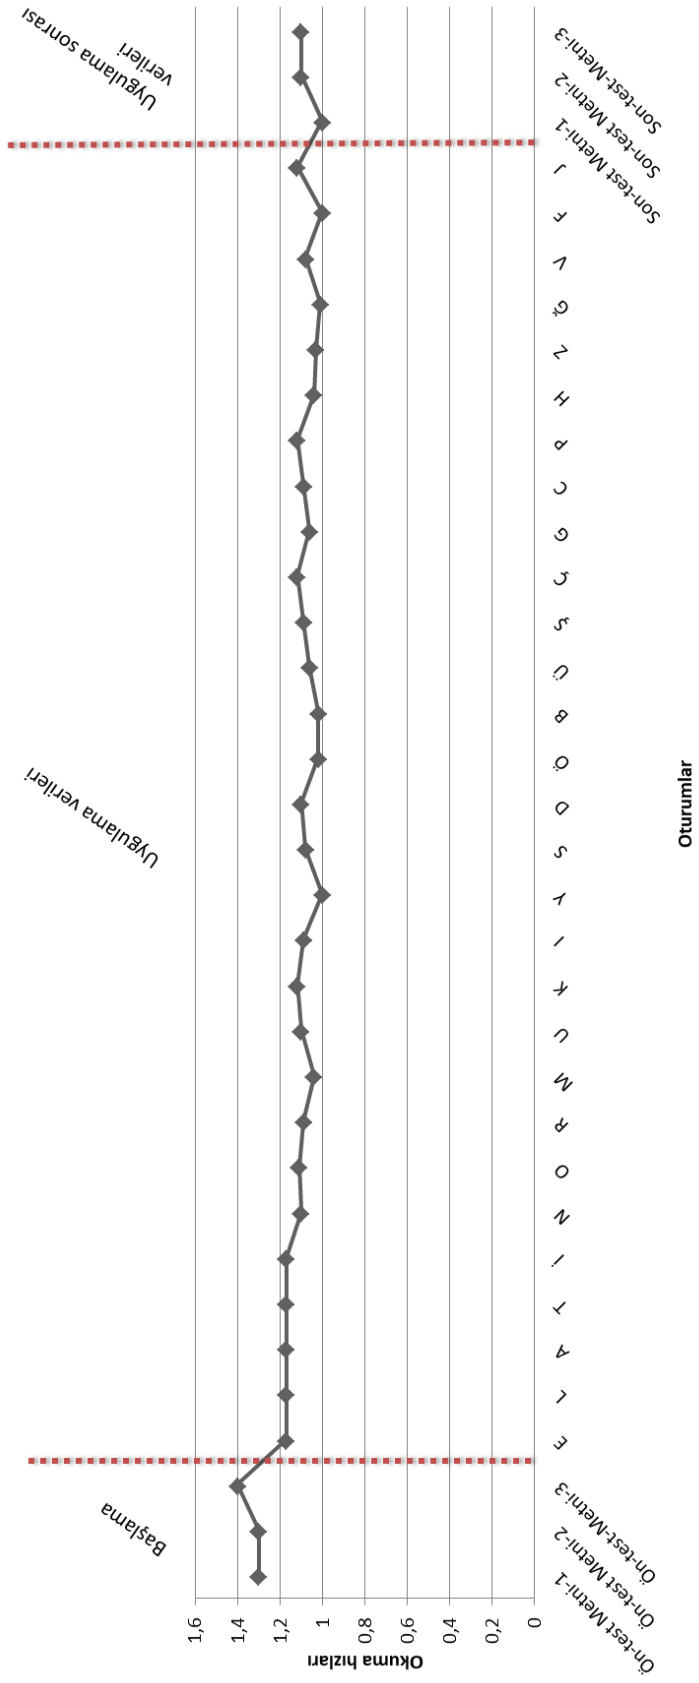 Başlama
Uygulama verileri
Uygulama sonrası
verileri
Okuma hızları
1,6
1,4
1,2
1
0,8
0,6
0,4
0,2
0
Ön-test Metni-1
Ön-test Metni-2
Ön-test-Metni-3
E
L
A
T
İ
N
O
R
M
U
K
I
Y
S
D
Ö
B
Ü
Ş
Ç
G
C
P
H
Z
Ğ
V
F
J
Son-test Metni-1
Son-test Metni-2
Son-test-Metni-3
Oturumlar